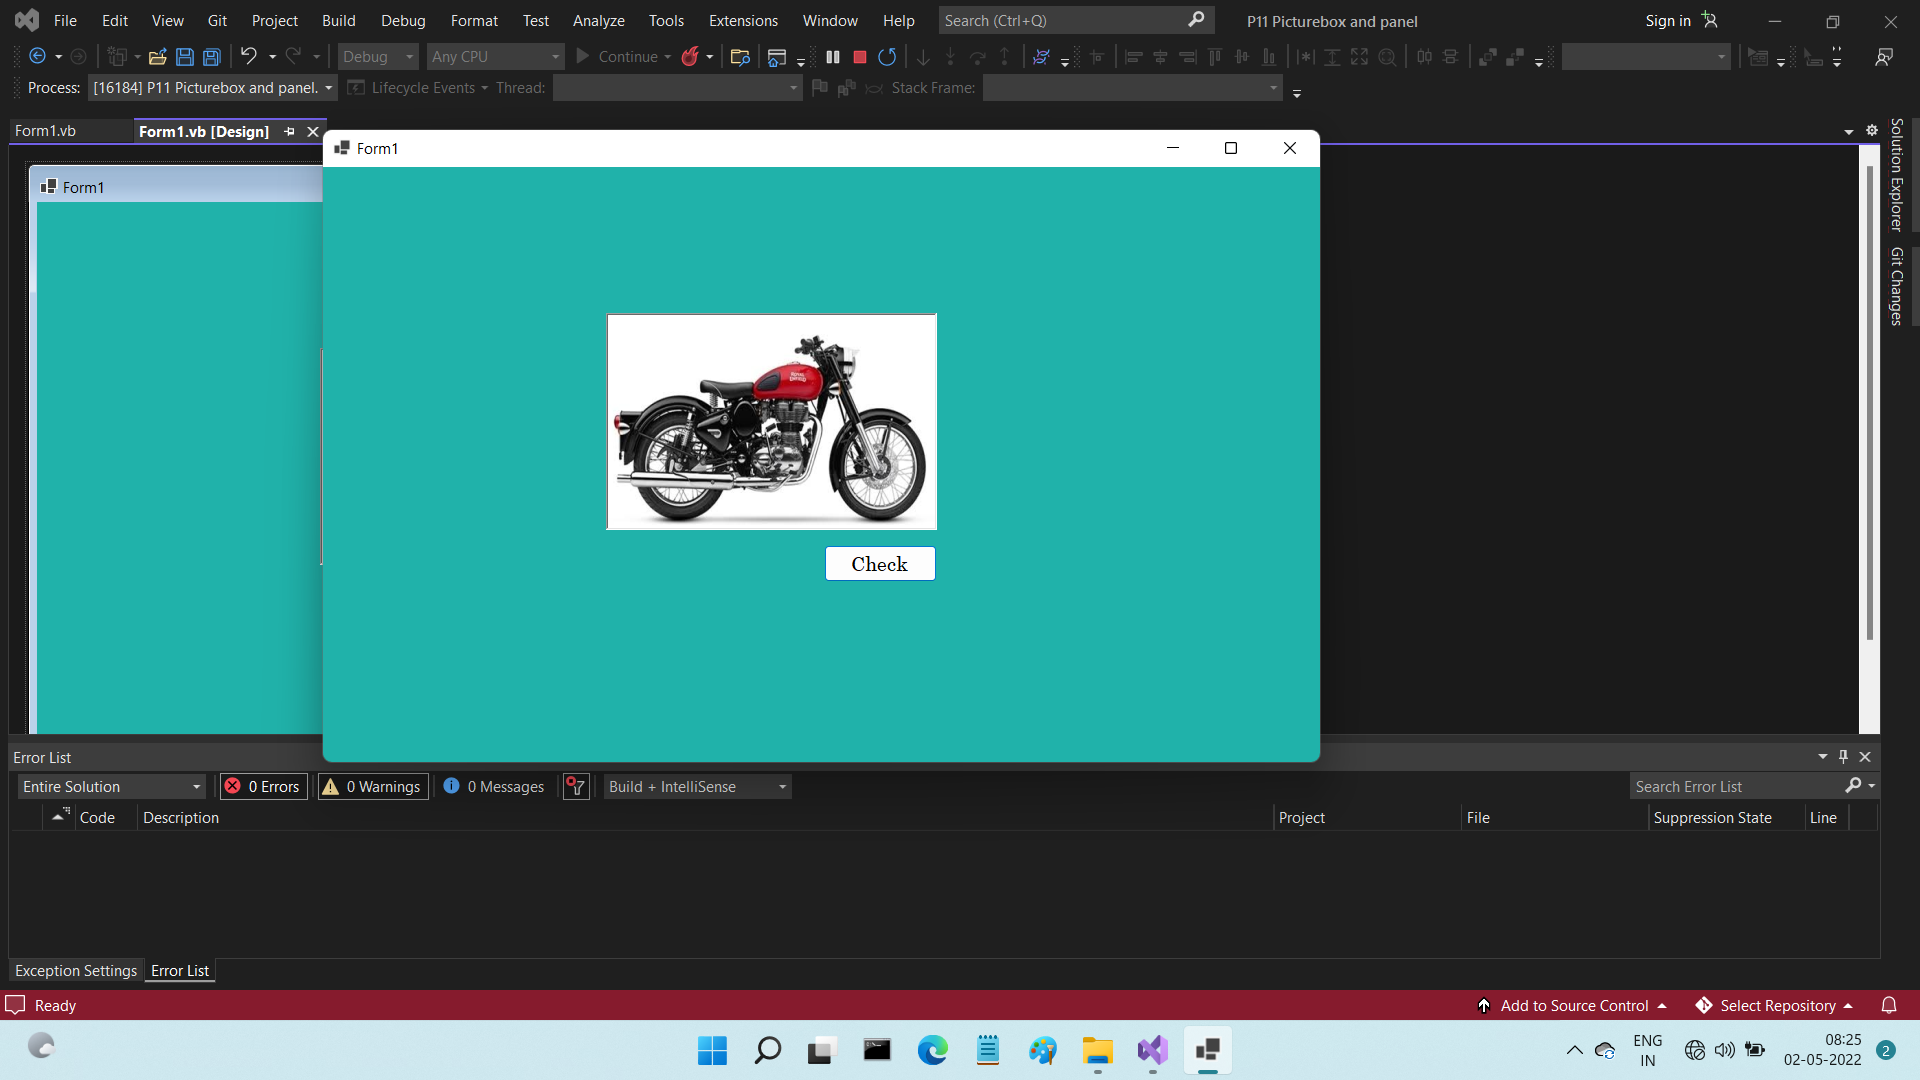 File Edit View Git Project Build Debug Format Test Analyze Tools Extensions Window Help Search (Ctrl+Q) P11 Picturebox and panel Sign in
Debug Any CPU Continue
Process: [16184] P11 Picturebox and panel. Lifecycle Events Thread: Stack Frame:
Form1.vb Form1.vb [Design]
Form1
Form1
Solution Explorer
Git Changes
ROYAL
ENFIELD
Check
Error List
Entire Solution 0 Errors 0 Warnings 0 Messages Build + IntelliSense Search Error List
Code Description Project File Suppression State Line
Exception Settings Error List
Ready Add to Source Control Select Repository
ENG
IN
08:25
02-05-2022
2